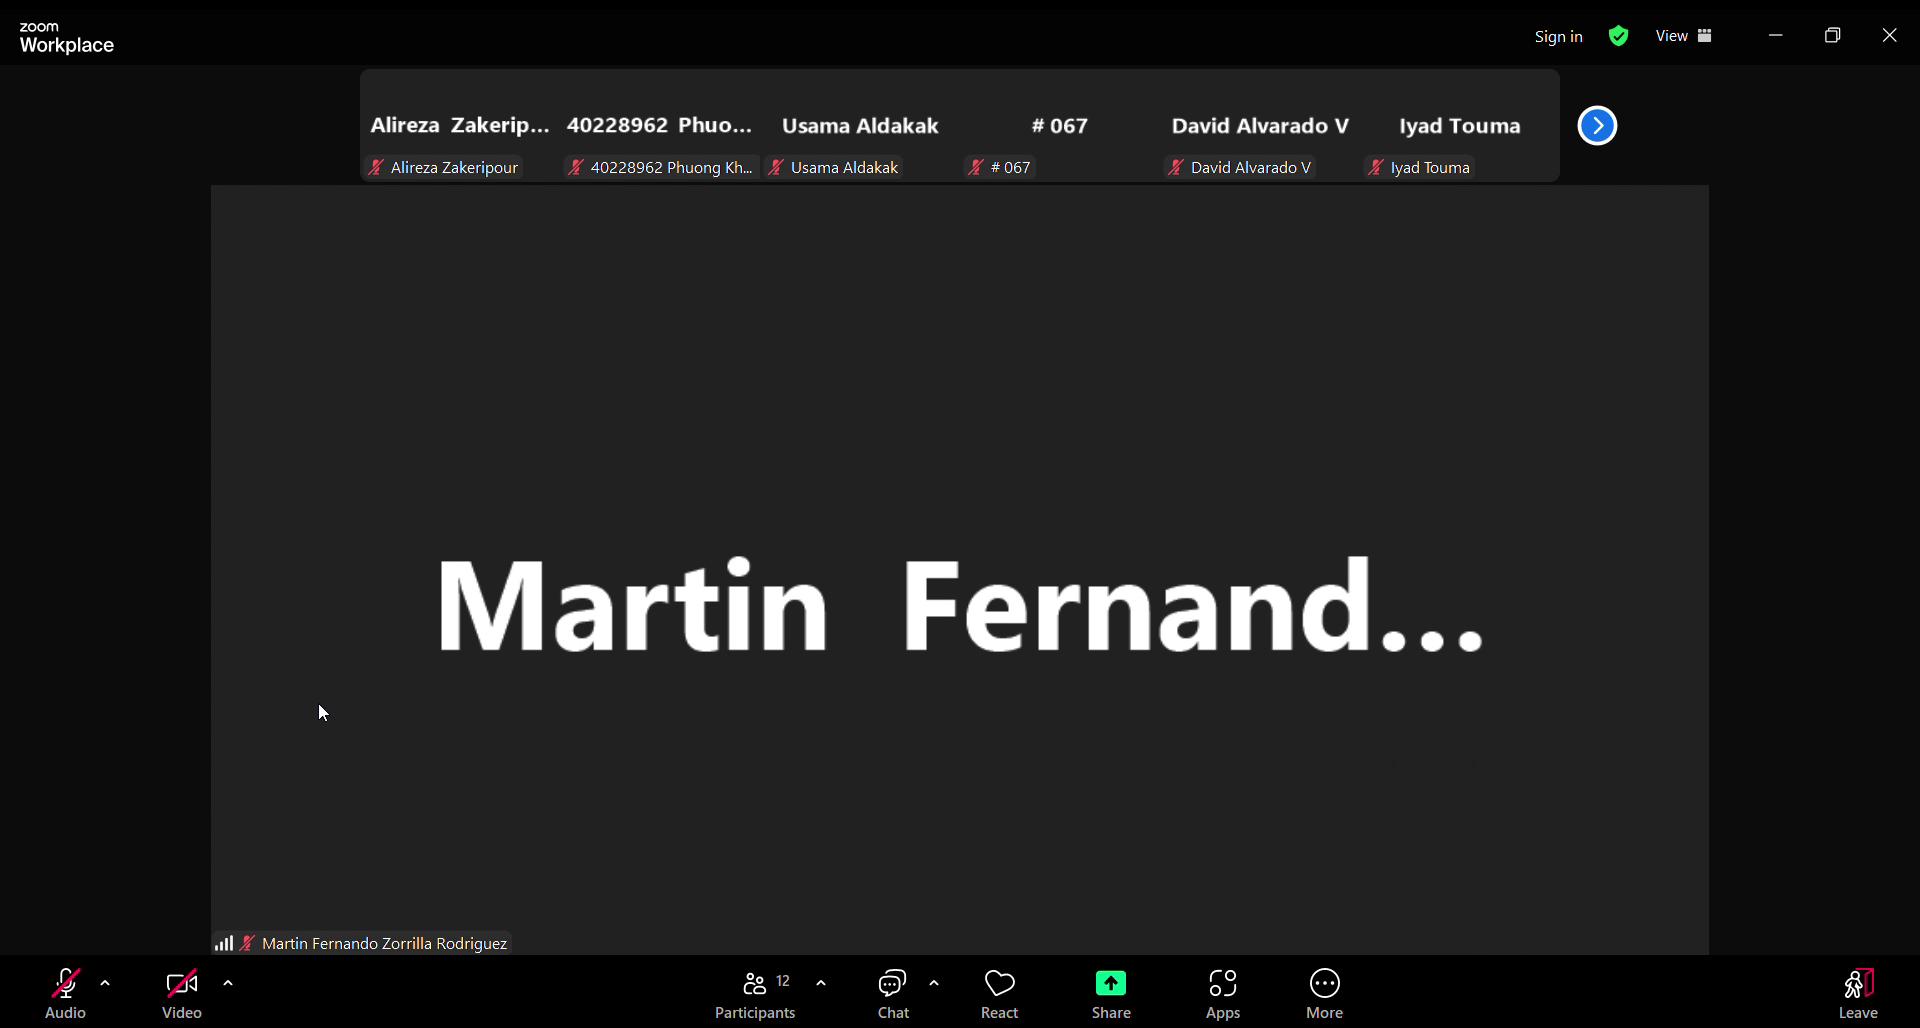 zoom
Workplace
Sign in
View
Alireza Zakerip...
40228962 Phuo...
Usama Aldakak
# 067
David Alvarado V
Iyad Touma
Alireza Zakeripour
40228962 Phuong Kh...
Usama Aldakak
# 067
David Alvarado V
Iyad Touma
Martin Fernand...
Martin Fernando Zorrilla Rodriguez
Audio
Video
12
Participants
Chat
React
Share
Apps
More
Leave